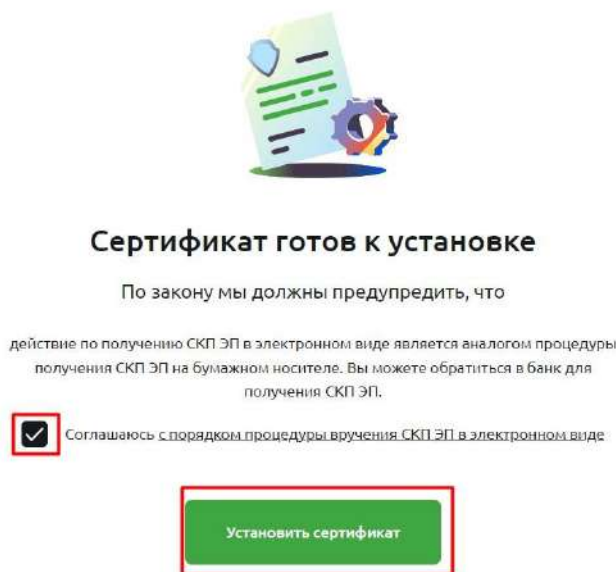 Сертификат готов к установке
По закону мы должны предупредить, что
действие по получению СКП ЭП в электронном виде является аналогом процедуры
получения СКП ЭП на бумажном носителе. Вы можете обратиться в банк для
получения СКП ЭП.
Соглашаюсь с порядком процедуры вручения СКП ЭП в электронном виде
Установить сертификат